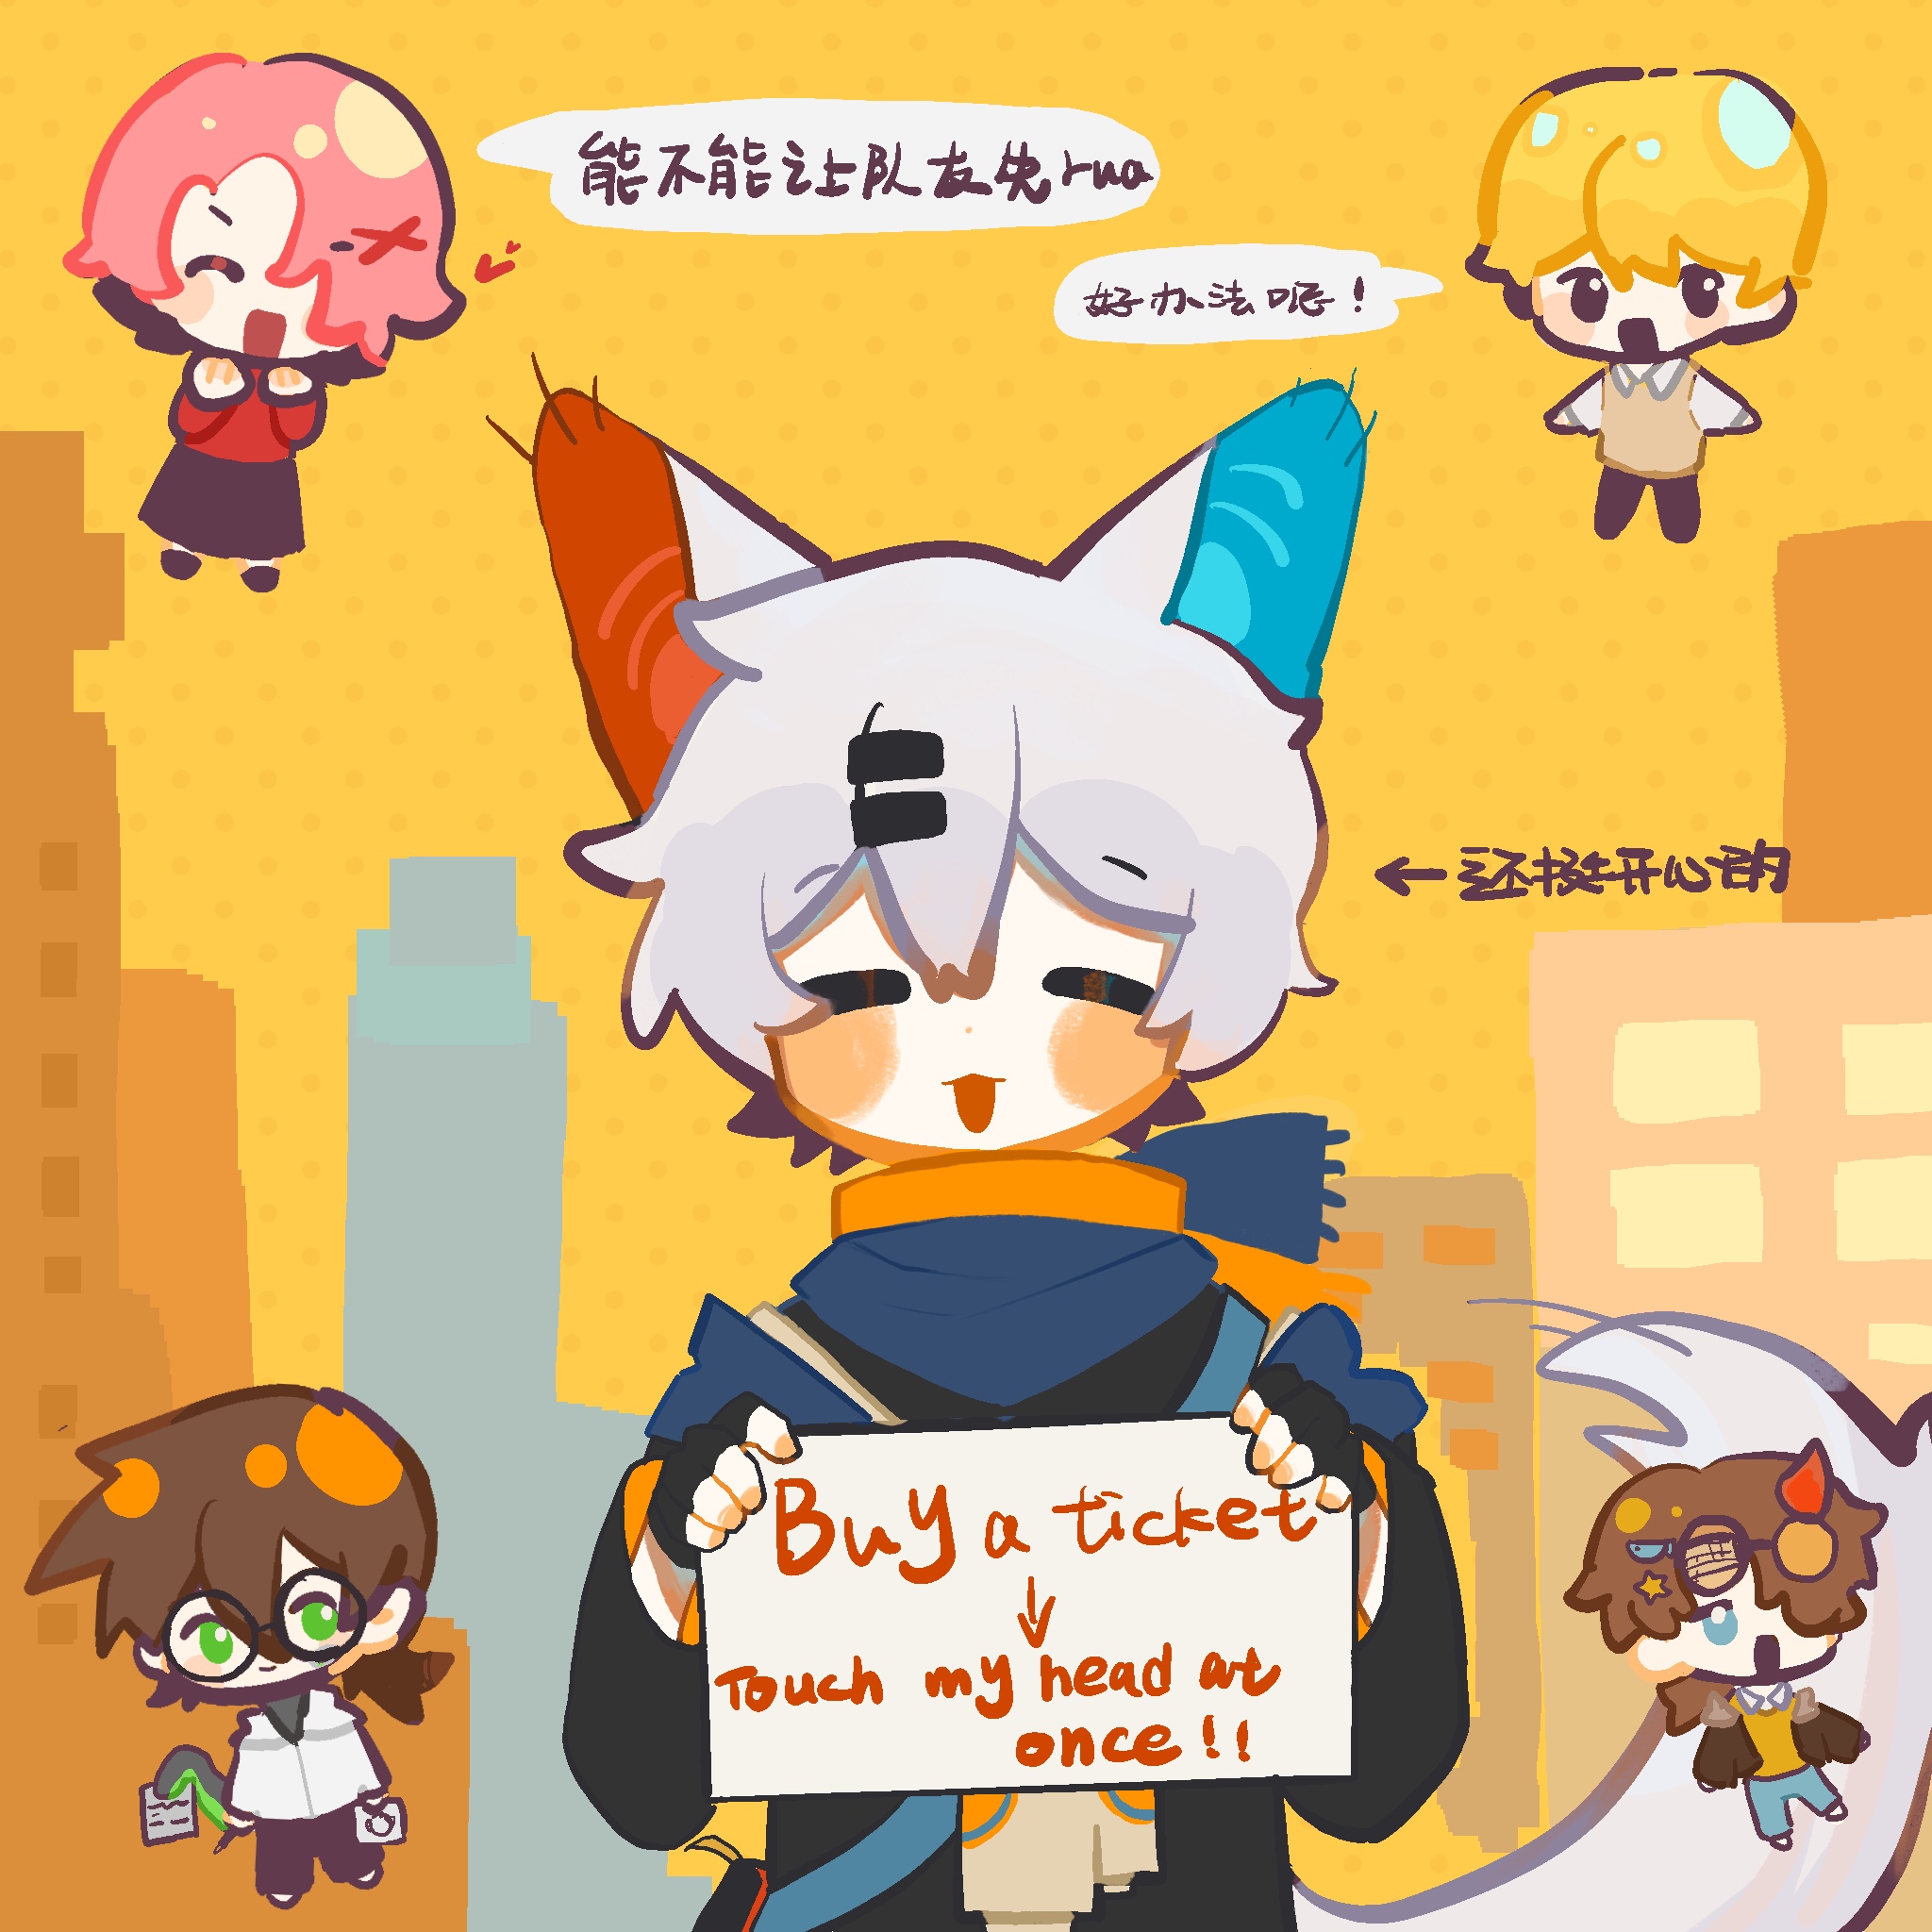 能不能让队友先rua
好办法呢！
←还挺开心的
Buy a ticket
↓
Touch my head at
once!!